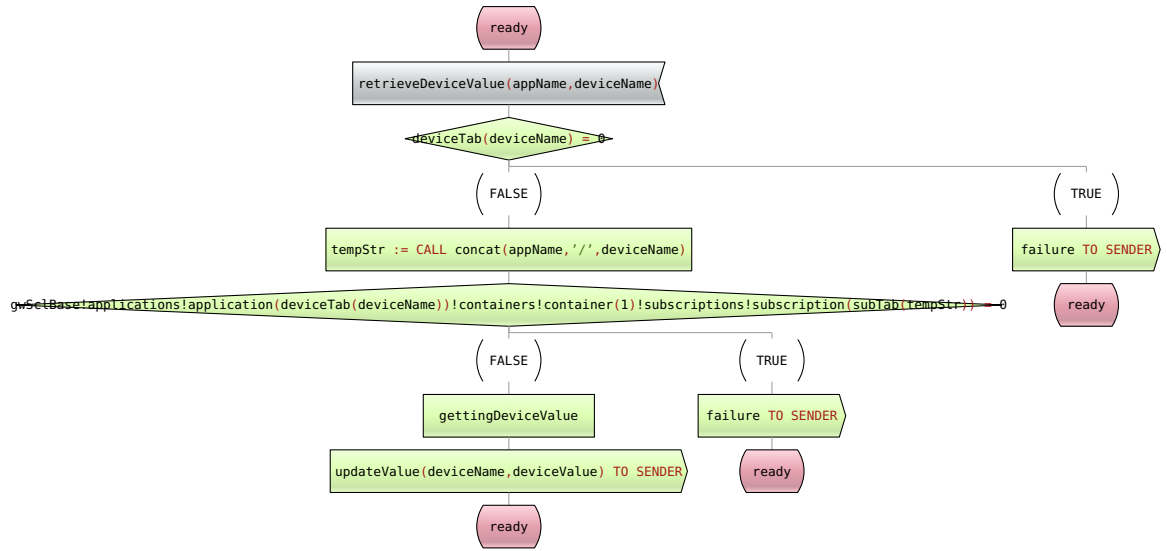 ready
retrieveDeviceValue(appName,deviceName)
deviceTab(deviceName) = 0
FALSE
TRUE
tempStr := CALL concat(appName,'/',deviceName)
failure TO SENDER
gwSclBase!applications!application(deviceTab(deviceName))!containers!container(1)!subscriptions!subscription(subTab(tempStr)) = 0
ready
FALSE
TRUE
gettingDeviceValue
failure TO SENDER
updateValue(deviceName,deviceValue) TO SENDER
ready
ready